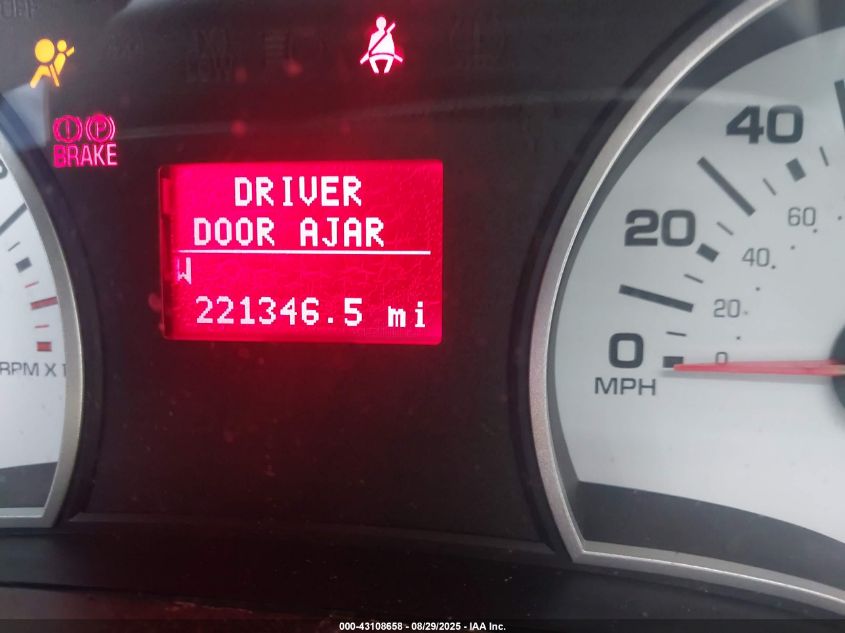 BRAKE
DRIVER
DOOR AJAR
W
221346.5 mi
RPM X1
40
20
0
MPH
60
40
20
0
000-43108658 - 08/29/2025 - IAA Inc.